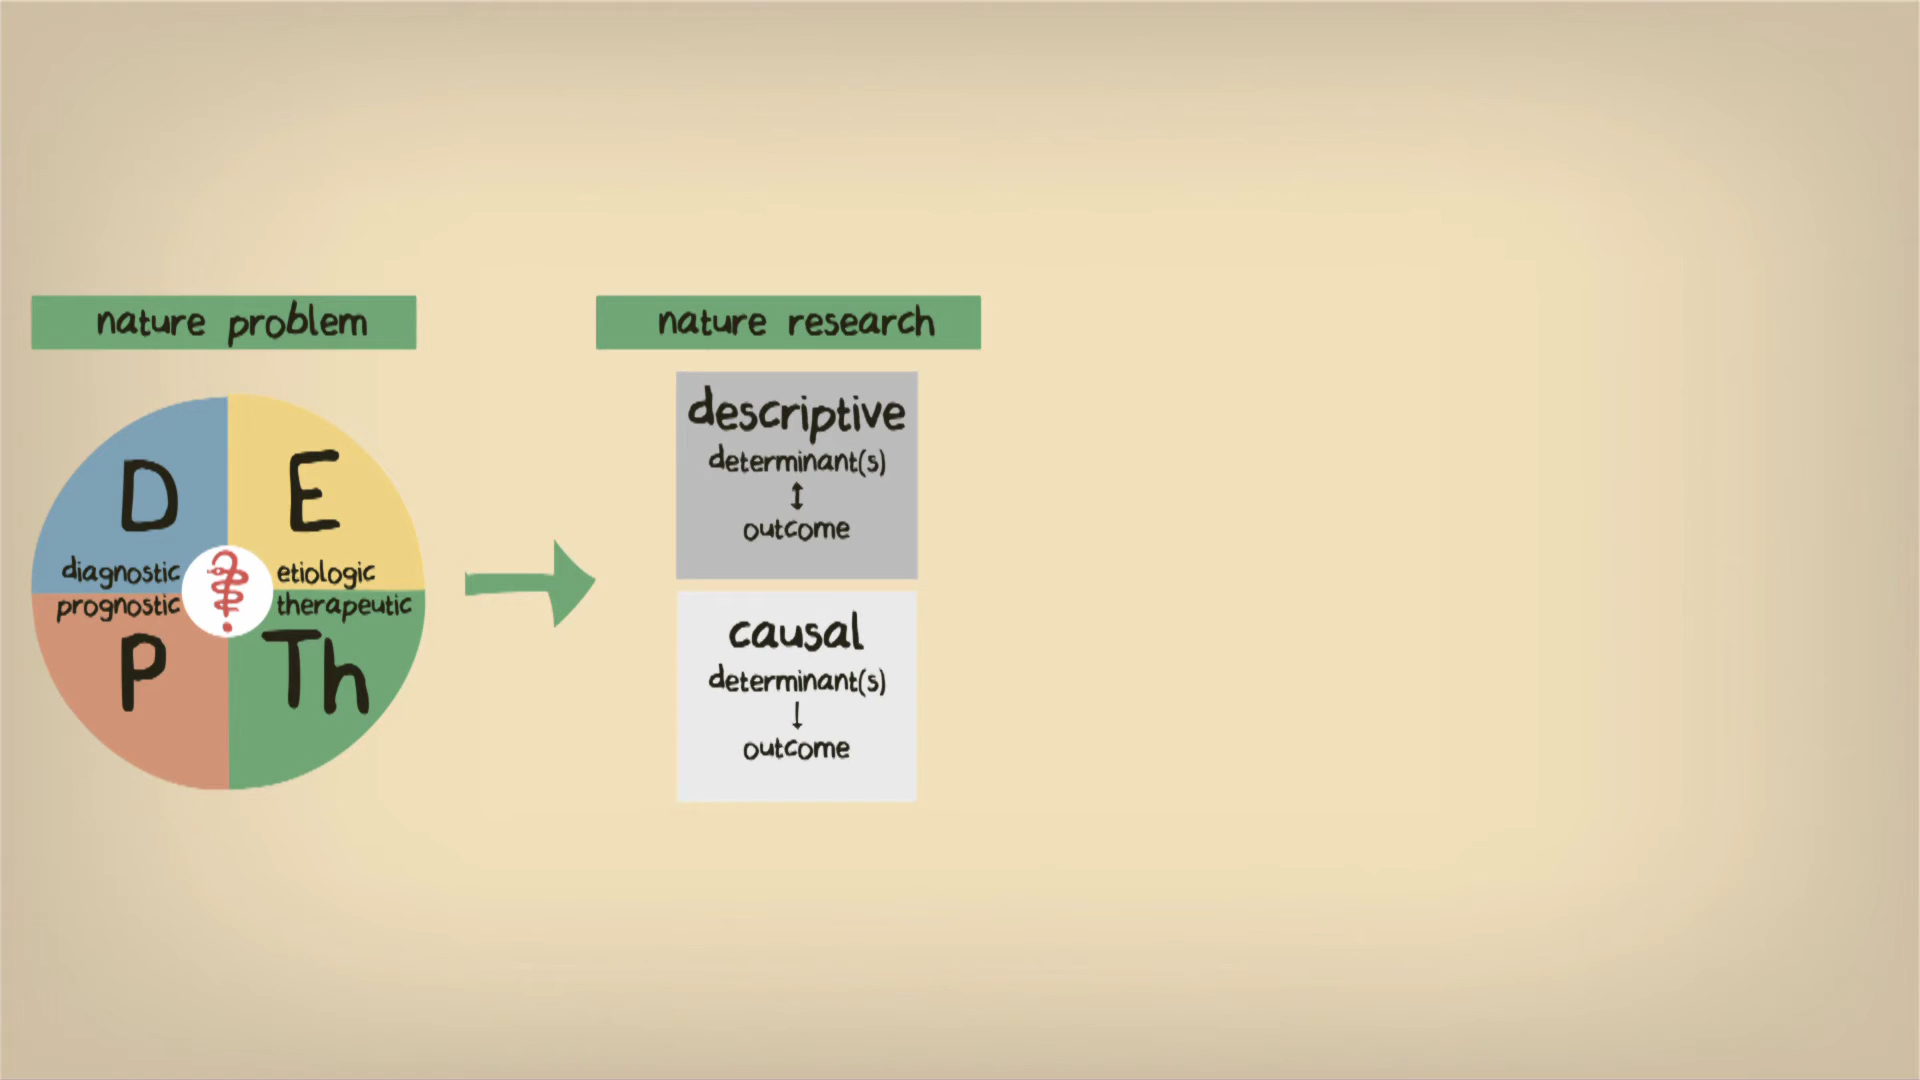 nature problem
D
E
diagnostic
etiologic
prognostic
therapeutic
P
Th
nature research
descriptive
determinant(s)
outcome
causal
determinant(s)
outcome